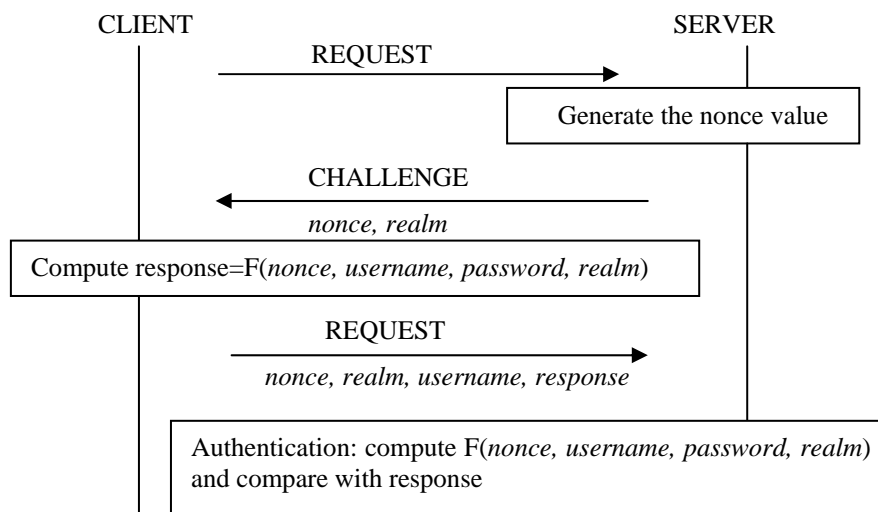 CLIENT SERVER
REQUEST
Generate the nonce value
CHALLENGE
nonce, realm
Compute response=F(nonce, username, password, realm)
REQUEST
nonce, realm, username, response
Authentication: compute F(nonce, username, password, realm)
and compare with response